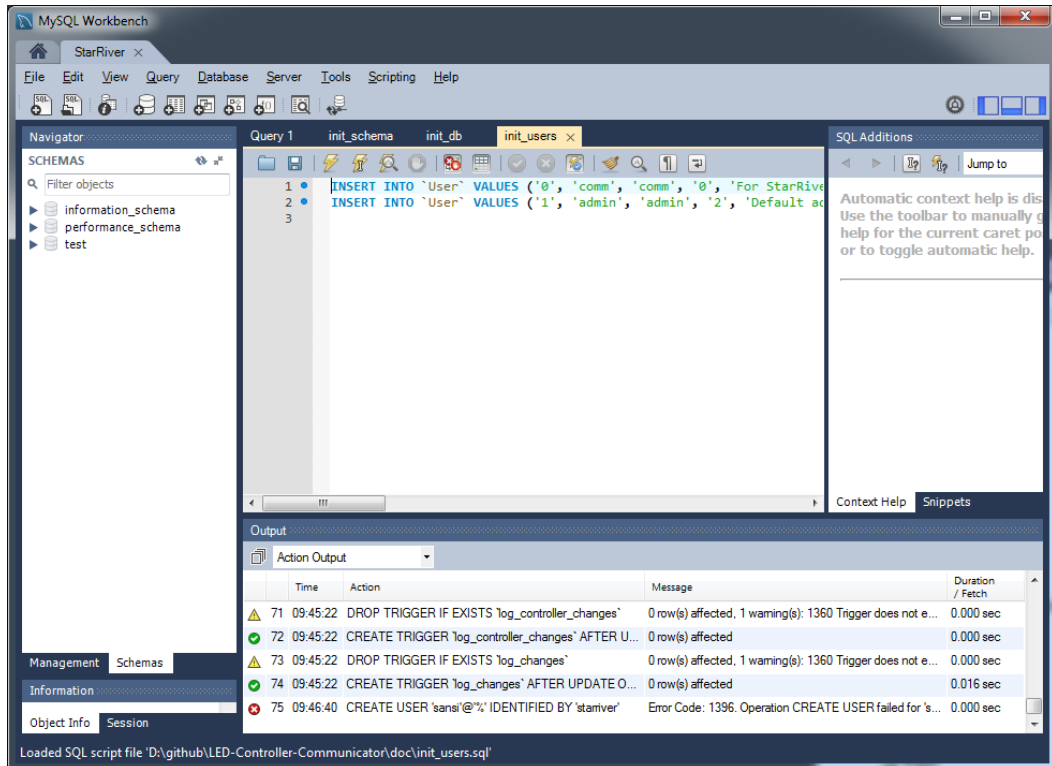 MySQL Workbench
StarRiver
File Edit View Query Database Server Tools Scripting Help
Navigator
SCHEMAS
Filter objects
information_schema
performance_schema
test
Management Schemas
Information
Object Info Session
Query 1 init_schema init_db init_users
1 INSERT INTO `User` VALUES ('0', 'comm', 'comm', '0', 'For StarRive
2 INSERT INTO `User` VALUES ('1', 'admin', 'admin', '2', 'Default ac
3
SQL Additions
Jump to
Automatic context help is dis
Use the toolbar to manually g
help for the current caret po
or to toggle automatic help.
Context Help Snippets
Output
Action Output
Time Action Message Duration / Fetch
71 09:45:22 DROP TRIGGER IF EXISTS `log_controller_changes` 0 row(s) affected, 1 warning(s): 1360 Trigger does not e... 0.000 sec
72 09:45:22 CREATE TRIGGER `log_controller_changes` AFTER U... 0 row(s) affected 0.000 sec
73 09:45:22 DROP TRIGGER IF EXISTS `log_changes` 0 row(s) affected, 1 warning(s): 1360 Trigger does not e... 0.000 sec
74 09:45:22 CREATE TRIGGER `log_changes` AFTER UPDATE O... 0 row(s) affected 0.016 sec
75 09:46:40 CREATE USER 'sansi'@'%' IDENTIFIED BY 'starriver' Error Code: 1396. Operation CREATE USER failed for 's... 0.000 sec
Loaded SQL script file 'D:\github\LED-Controller-Communicator\doc\init_users.sql'